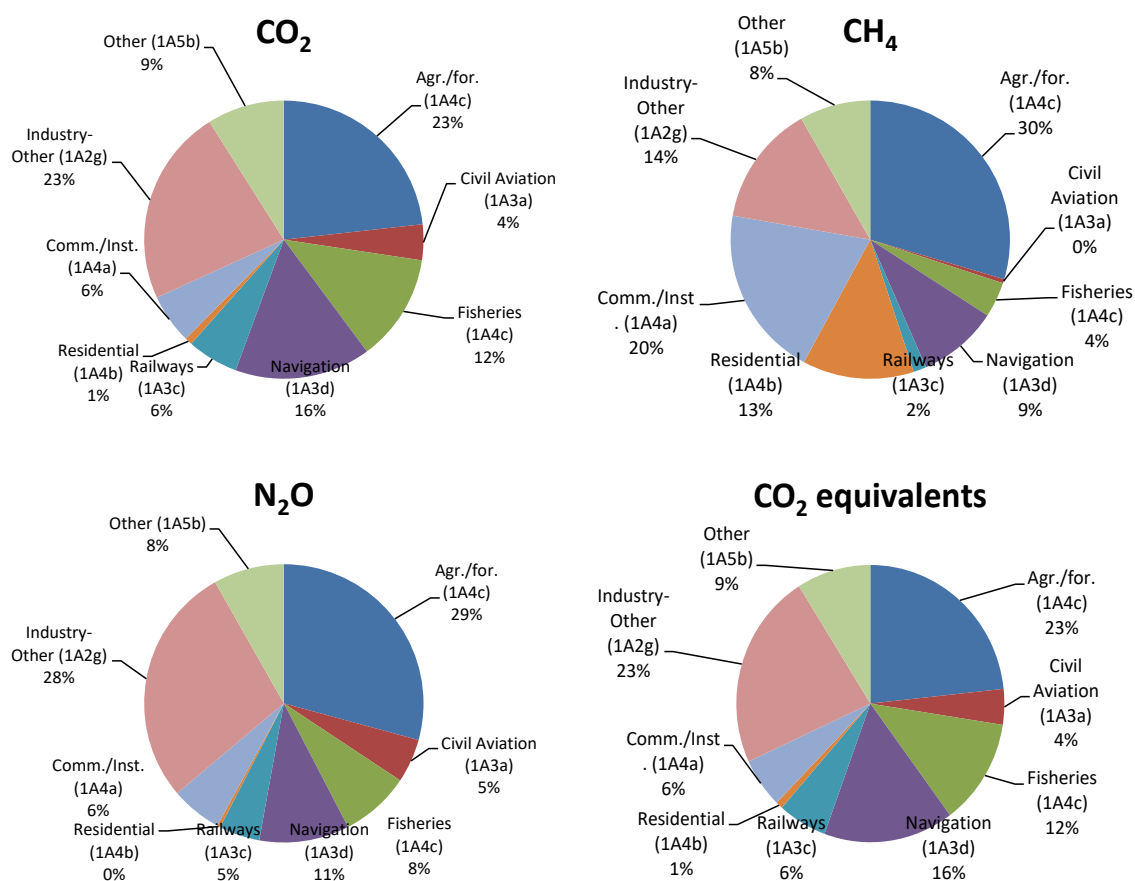 CO₂
Other (1A5b)
9%
Agr./for.
(1A4c)
23%
Civil Aviation
(1A3a)
4%
Fisheries
(1A4c)
12%
Navigation
(1A3d)
16%
Railways
(1A3c)
6%
Residential
(1A4b)
1%
Comm./Inst.
(1A4a)
6%
Industry-
Other (1A2g)
23%
CH₄
Other
(1A5b)
8%
Agr./for.
(1A4c)
30%
Civil
Aviation
(1A3a)
0%
Fisheries
(1A4c)
4%
Navigation
(1A3d)
9%
Railways
(1A3c)
2%
Residential
(1A4b)
13%
Comm./Inst
. (1A4a)
20%
Industry-
Other
(1A2g)
14%
N₂O
Other (1A5b)
8%
Agr./for.
(1A4c)
29%
Civil Aviation
(1A3a)
5%
Fisheries
(1A4c)
8%
Navigation
(1A3d)
11%
Railways
(1A3c)
5%
Residential
(1A4b)
0%
Comm./Inst.
(1A4a)
6%
Industry-
Other (1A2g)
28%
CO₂ equivalents
Other
(1A5b)
9%
Agr./for.
(1A4c)
23%
Civil
Aviation
(1A3a)
4%
Fisheries
(1A4c)
12%
Navigation
(1A3d)
16%
Railways
(1A3c)
6%
Residential
(1A4b)
1%
Comm./Inst
. (1A4a)
6%
Industry-
Other
(1A2g)
23%